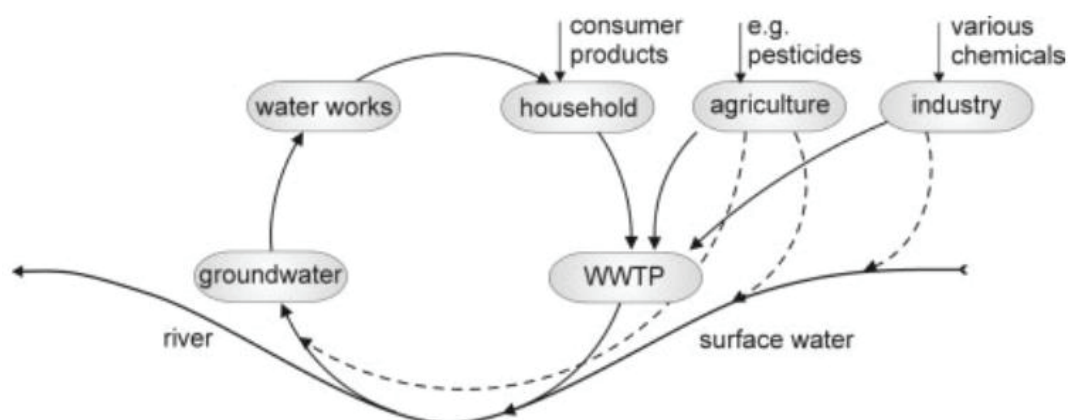 consumer
products
e.g.
pesticides
various
chemicals
water works
household
agriculture
industry
groundwater
WWTP
river
surface water